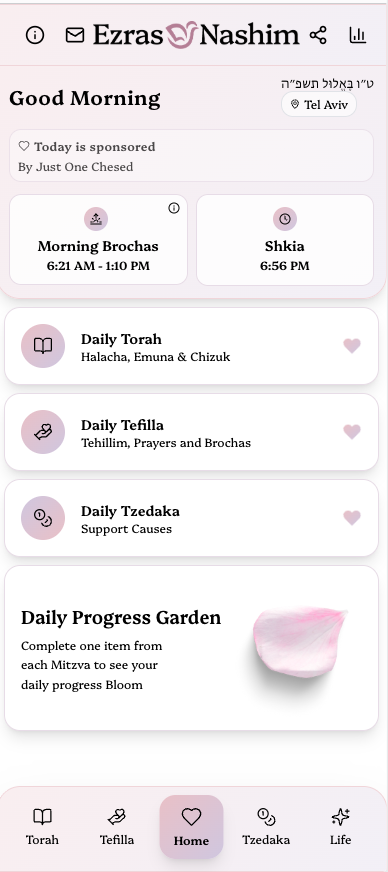 Ezras Nashim
Good Morning
ט״ו בֶּאֱלוּל תשפ״ה
Tel Aviv
Today is sponsored
By Just One Chesed
Morning Brochas
6:21 AM - 1:10 PM
Shkia
6:56 PM
Daily Torah
Halacha, Emuna & Chizuk
Daily Tefilla
Tehillim, Prayers and Brochas
Daily Tzedaka
Support Causes
Daily Progress Garden
Complete one item from
each Mitzva to see your
daily progress Bloom
Torah
Tefilla
Home
Tzedaka
Life